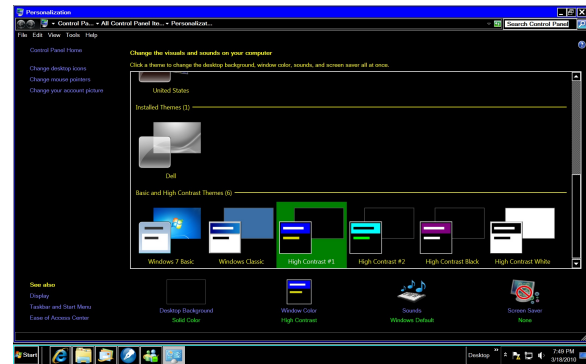 Personalization
Control Pa... All Control Panel Ite... Personalizat...
Search Control Panel
File Edit View Tools Help
Control Panel Home
Change desktop icons
Change mouse pointers
Change your account picture
Change the visuals and sounds on your computer
Click a theme to change the desktop background, window color, sounds, and screen saver all at once.
United States
Installed Themes (1)
Dell
Basic and High Contrast Themes (6)
Windows 7 Basic
Windows Classic
High Contrast #1
High Contrast #2
High Contrast Black
High Contrast White
See also
Display
Taskbar and Start Menu
Ease of Access Center
Desktop Background
Solid Color
Window Color
High Contrast
Sounds
Windows Default
Screen Saver
None
Start
Desktop
7:49 PM
3/18/2010